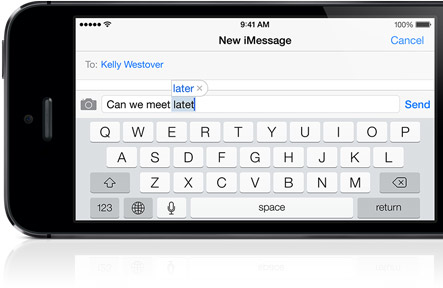 9:41 AM 100%
New iMessage Cancel
To: Kelly Westover
later ×
Can we meet latet Send
Q W E R T Y U I O P
A S D F G H J K L
Z X C V B N M
123 space return